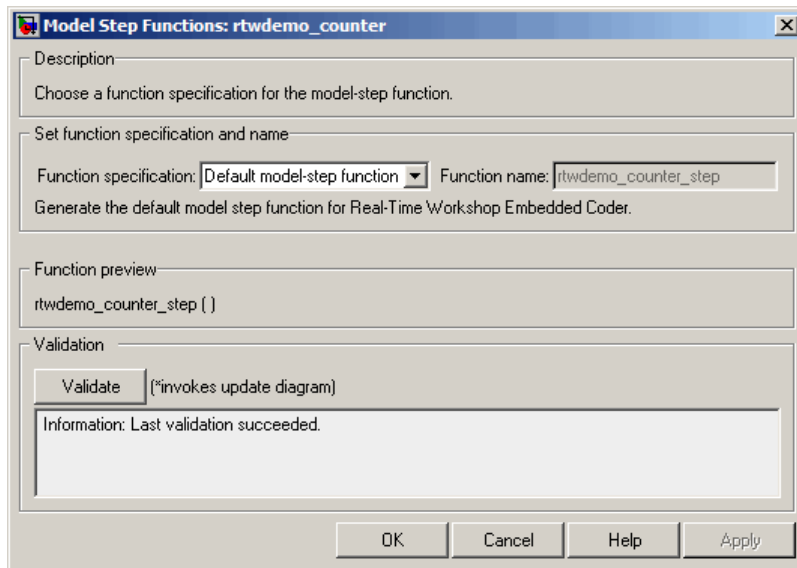 Model Step Functions: rtwdemo_counter
Description
Choose a function specification for the model-step function.
Set function specification and name
Function specification: Default model-step function Function name: rtwdemo_counter_step
Generate the default model step function for Real-Time Workshop Embedded Coder.
Function preview
rtwdemo_counter_step ( )
Validation
Validate (*invokes update diagram)
Information: Last validation succeeded.
OK Cancel Help Apply